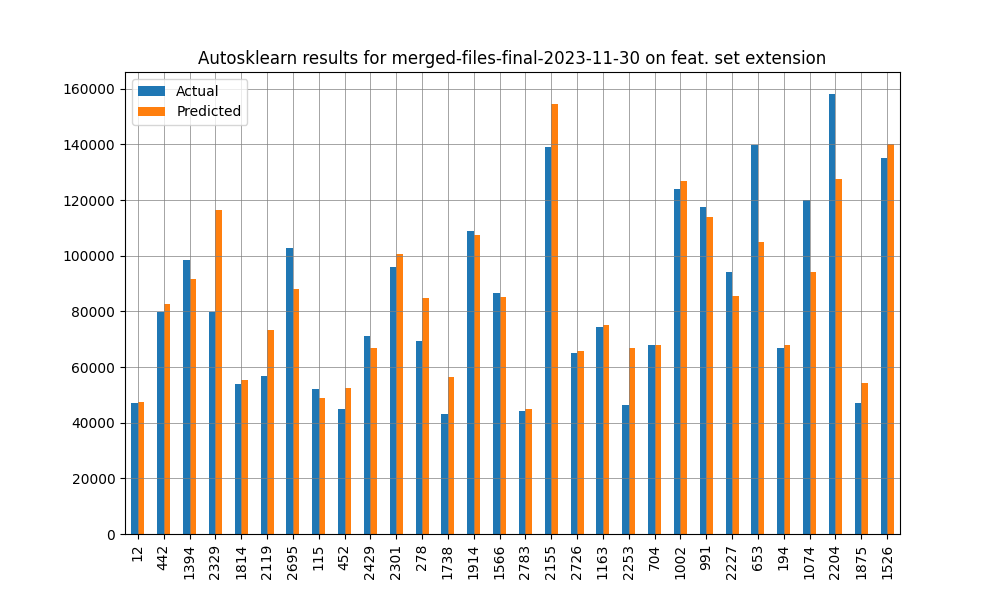 Autosklearn results for merged-files-final-2023-11-30 on feat. set extension
Actual
Predicted
160000
140000
120000
100000
80000
60000
40000
20000
0
12 442 1394 2329 1814 2119 2695 115 452 2429 2301 278 1738 1914 1566 2783 2155 2726 1163 2253 704 1002 991 2227 653 194 1074 2204 1875 1526